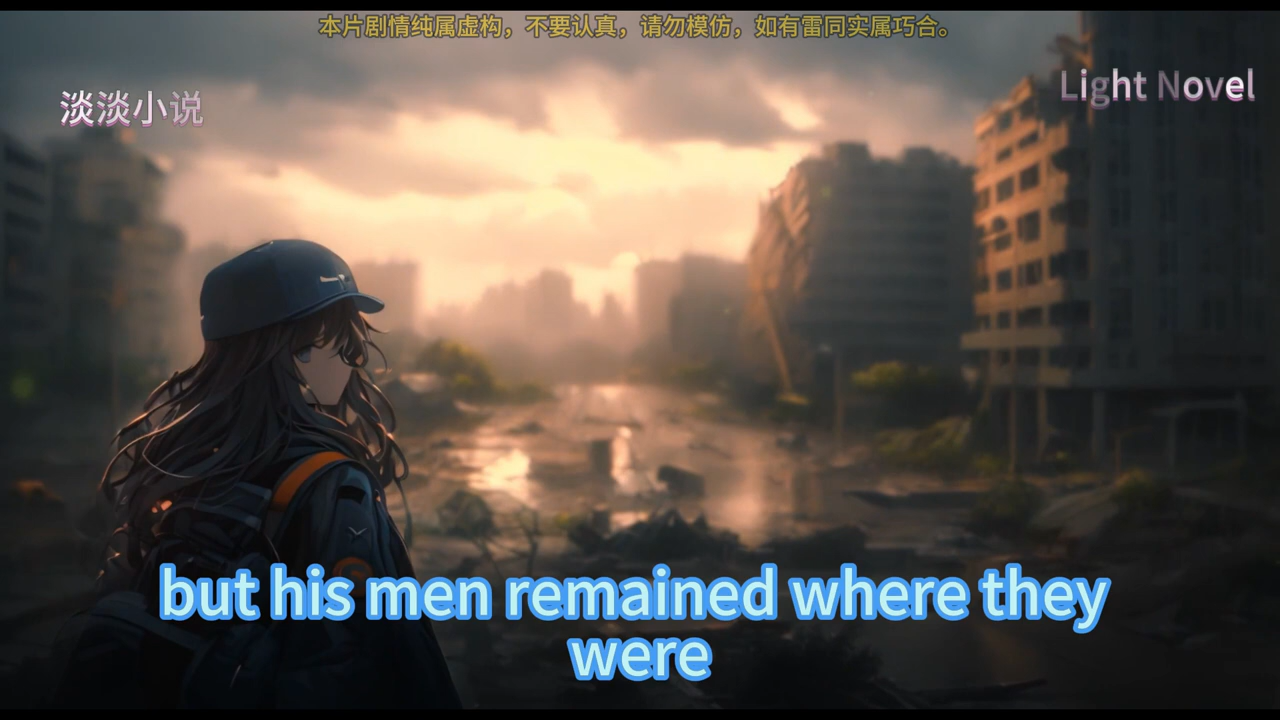 本片剧情纯属虚构，不要认真，请勿模仿，如有雷同实属巧合。
淡淡小说
Light Novel
but his men remained where they
were